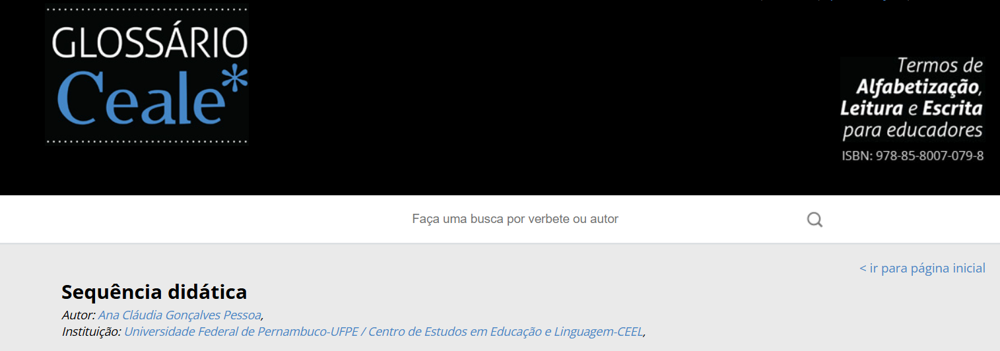 GLOSSÁRIO
Ceale*
Termos de
Alfabetização,
Leitura e Escrita
para educadores
ISBN: 978-85-8007-079-8
Faça uma busca por verbete ou autor
< ir para página inicial
Sequência didática
Autor: Ana Cláudia Gonçalves Pessoa,
Instituição: Universidade Federal de Pernambuco-UFPE / Centro de Estudos em Educação e Linguagem-CEEL,